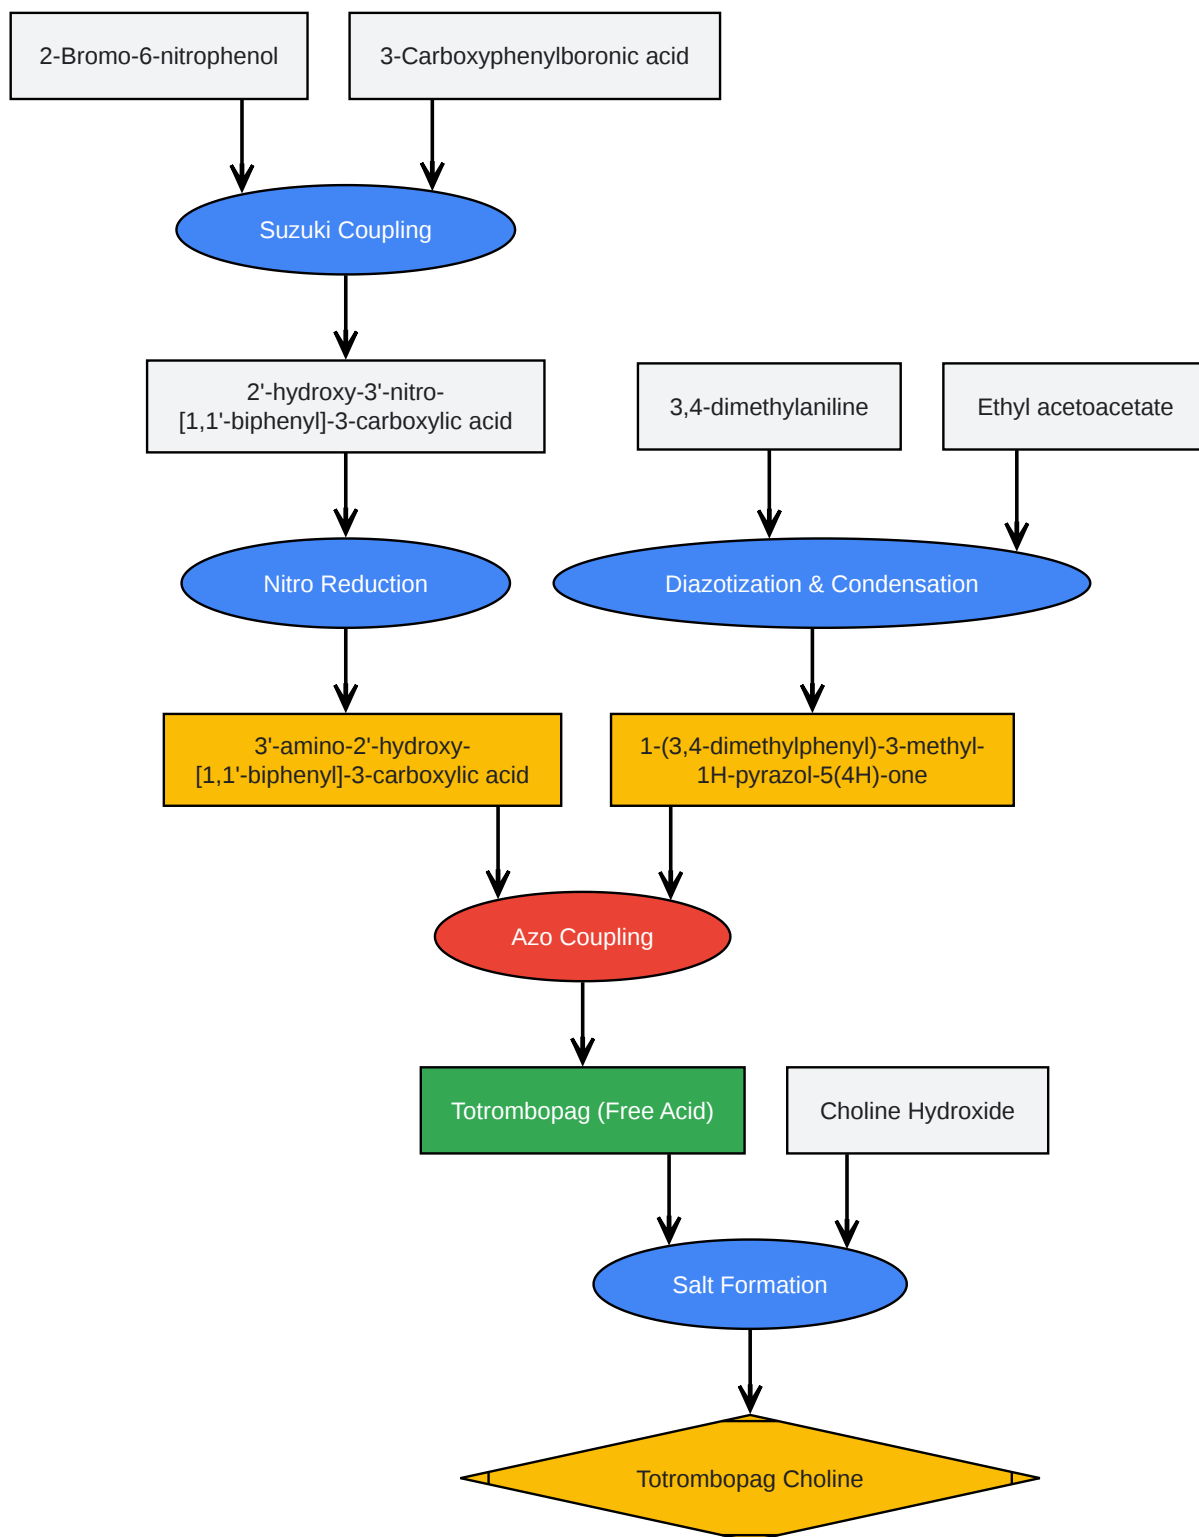 2-Bromo-6-nitrophenol
3-Carboxyphenylboronic acid
Suzuki Coupling
2'-hydroxy-3'-nitro-
[1,1'-biphenyl]-3-carboxylic acid
3,4-dimethylaniline
Ethyl acetoacetate
Nitro Reduction
Diazotization & Condensation
3'-amino-2'-hydroxy-
[1,1'-biphenyl]-3-carboxylic acid
1-(3,4-dimethylphenyl)-3-methyl-
1H-pyrazol-5(4H)-one
Azo Coupling
Totrombopag (Free Acid)
Choline Hydroxide
Salt Formation
Totrombopag Choline